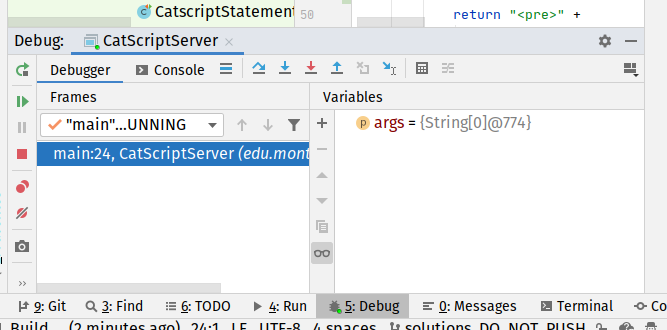 CatscriptStatement
50 return "<pre>" +
Debug: CatScriptServer
Debugger Console
Frames Variables
"main"...UNNING
args = {String[0]@774}
main:24, CatScriptServer (edu.mont
9: Git 3: Find 6: TODO 4: Run 5: Debug 0: Messages Terminal Co
Build (2 minutes ago) 24:1 LF UTF-8 4 spaces solutions_DO_NOT_PUSH